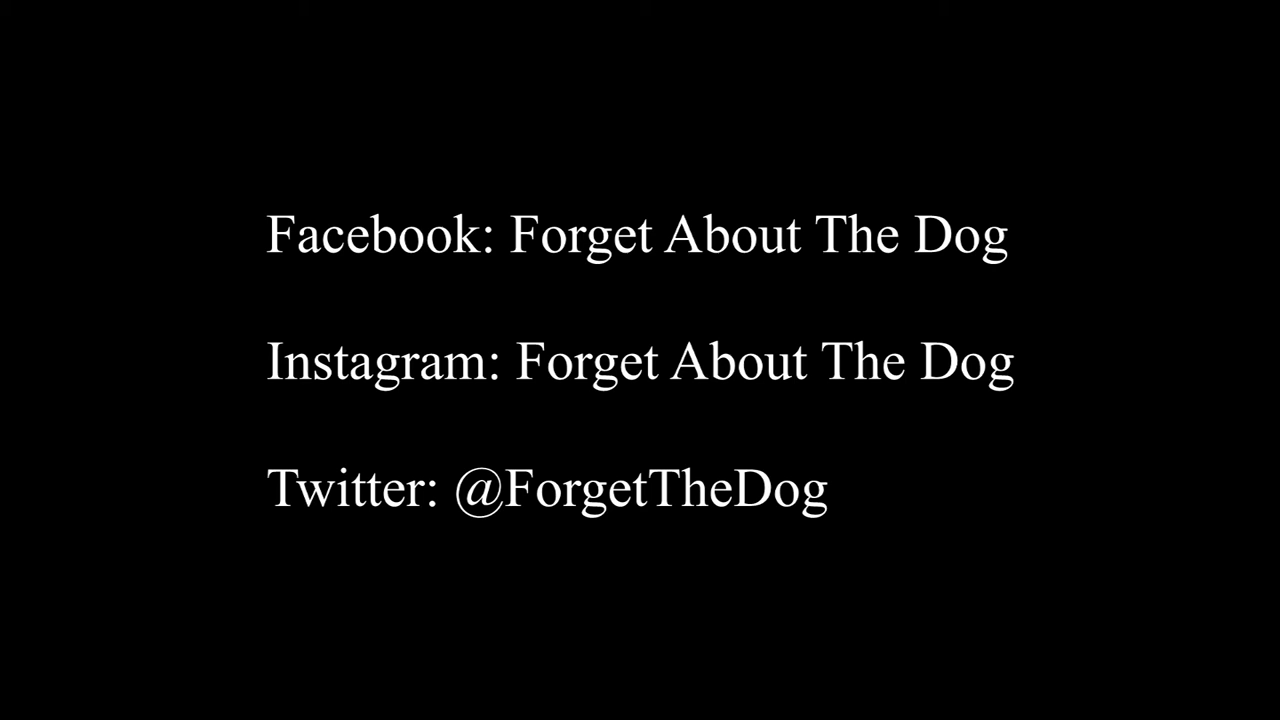 Facebook: Forget About The Dog
Instagram: Forget About The Dog
Twitter: @ForgetTheDog